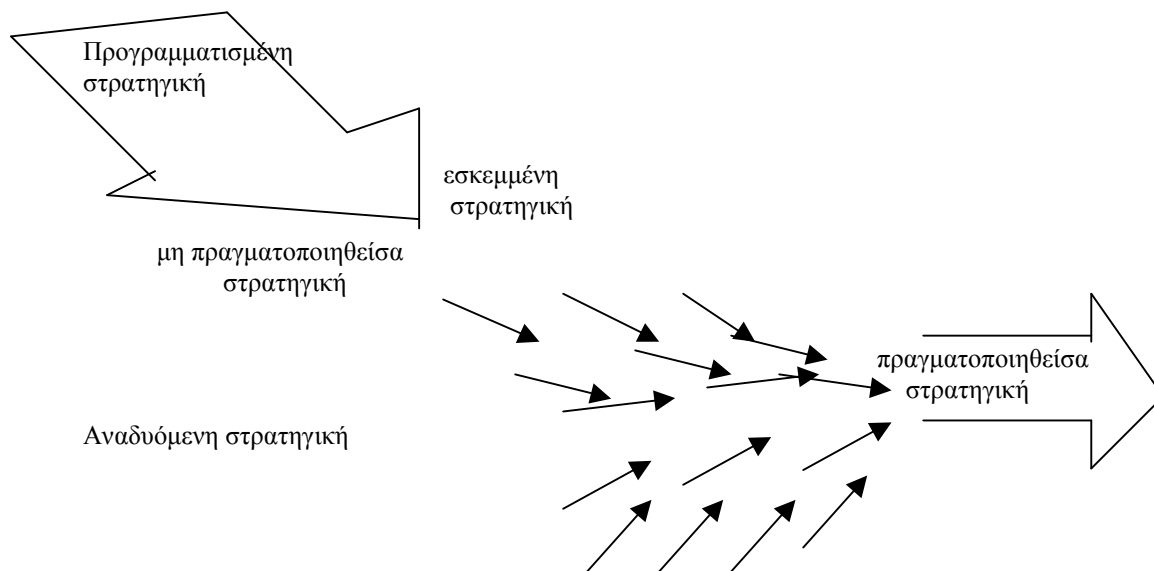 Προγραμματισμένη
στρατηγική
εσκεμμένη
στρατηγική
μη πραγματοποιηθείσα
στρατηγική
πραγματοποιηθείσα
στρατηγική
Αναδυόμενη στρατηγική